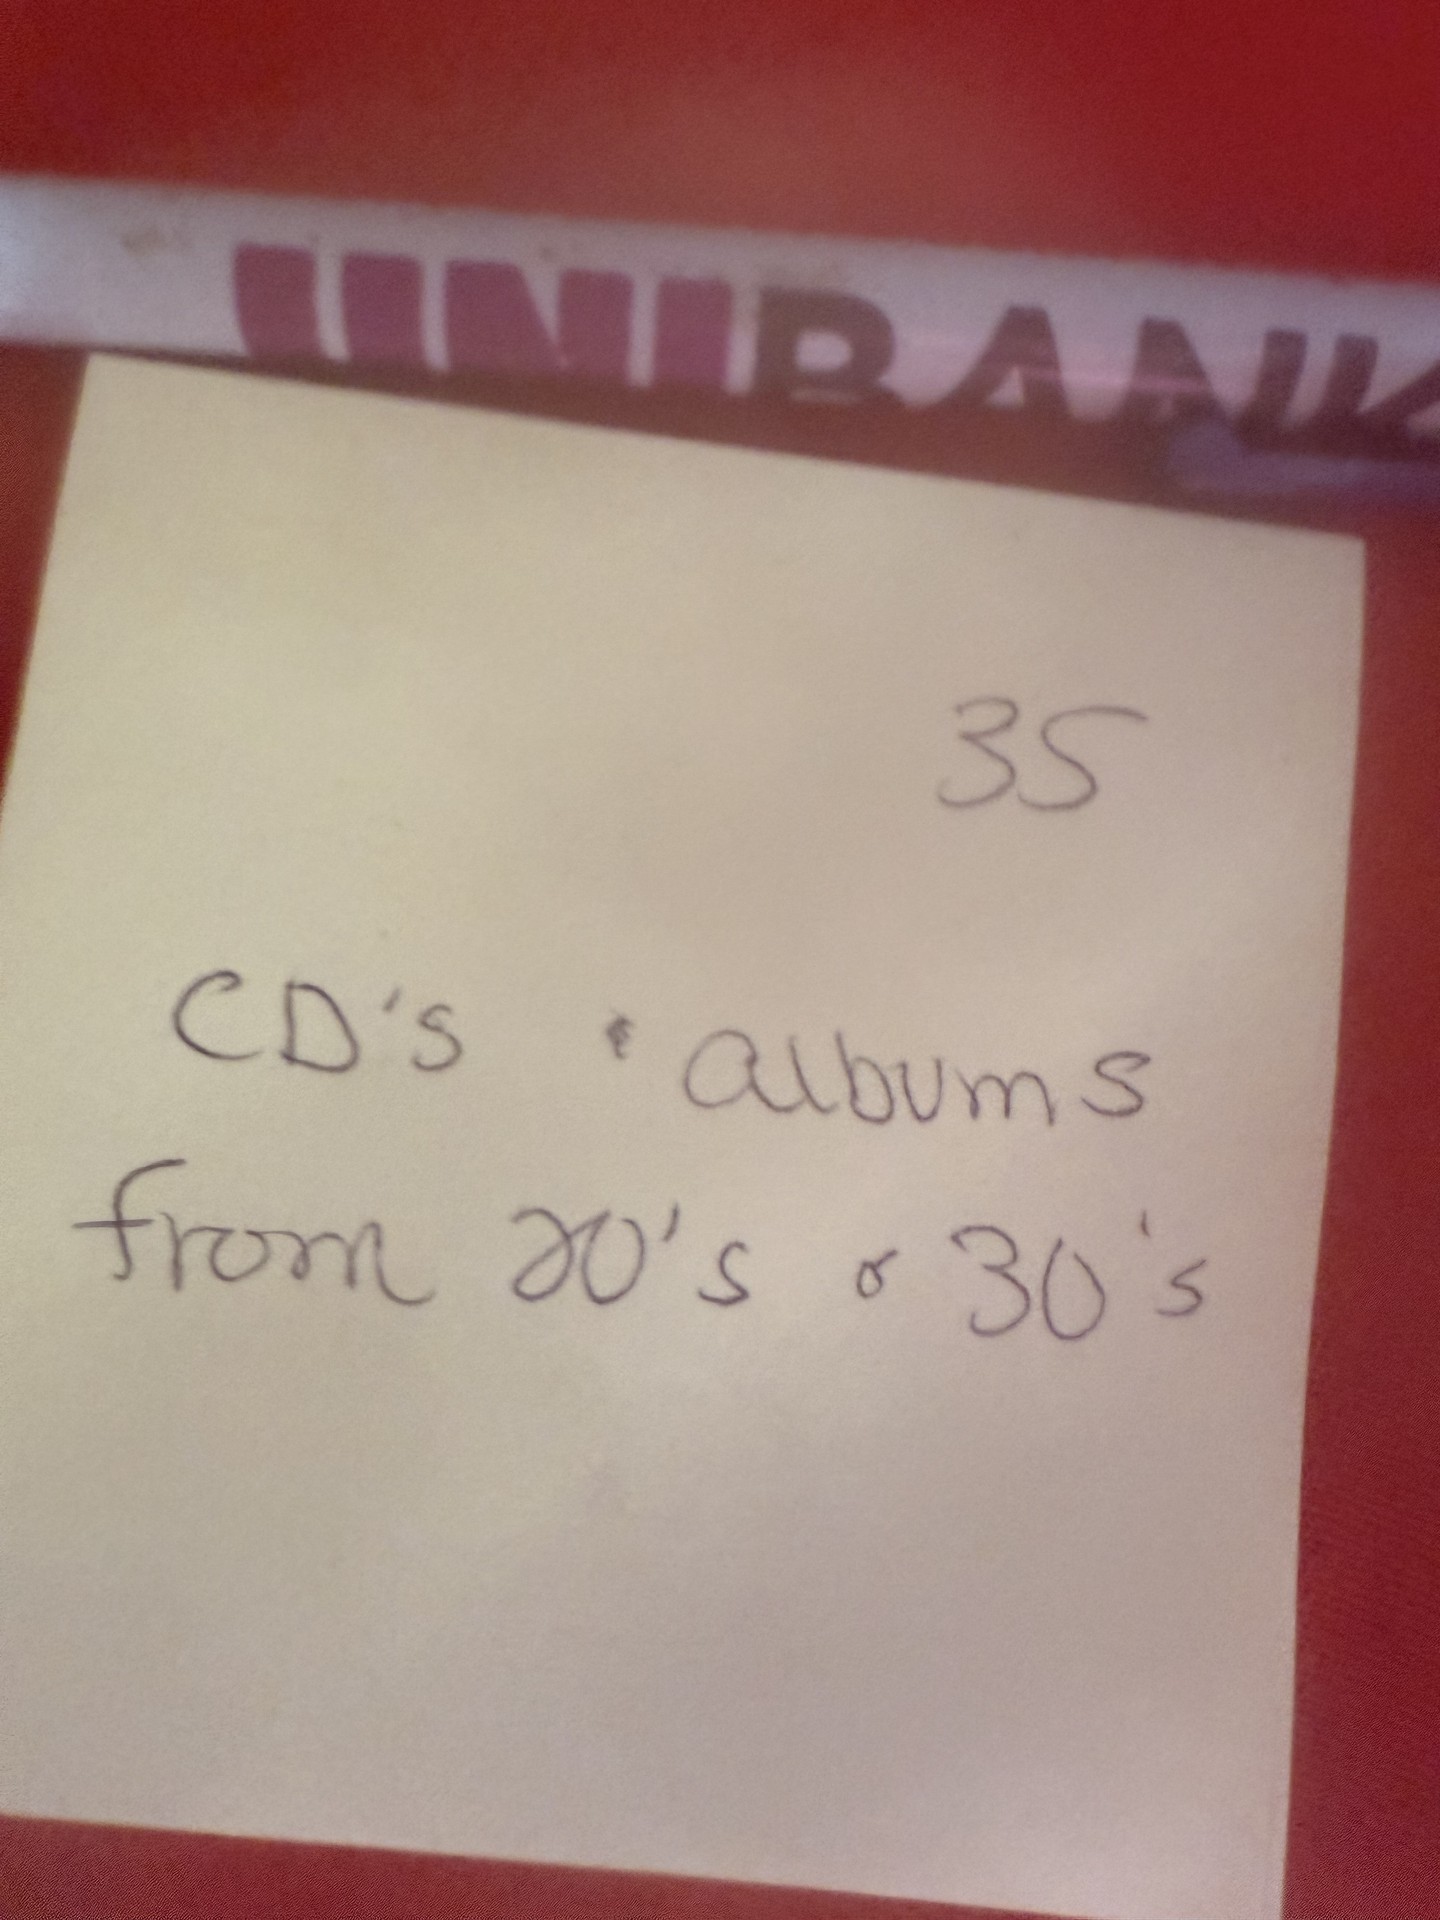 UNIBANK
35
CD's & albums
from 20's & 30's